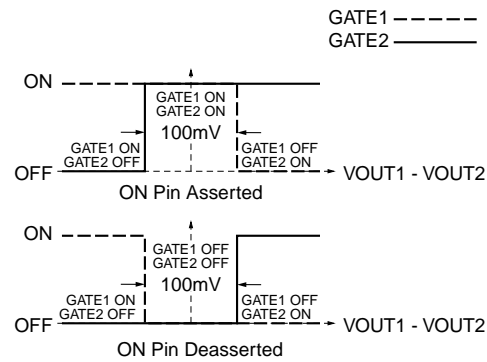 GATE1
GATE2
ON
GATE1 ON
GATE2 ON
100mV
GATE1 ON
GATE2 OFF
GATE1 OFF
GATE2 ON
OFF
VOUT1 - VOUT2
ON Pin Asserted
ON
GATE1 OFF
GATE2 OFF
100mV
GATE1 ON
GATE2 OFF
GATE1 OFF
GATE2 ON
OFF
VOUT1 - VOUT2
ON Pin Deasserted